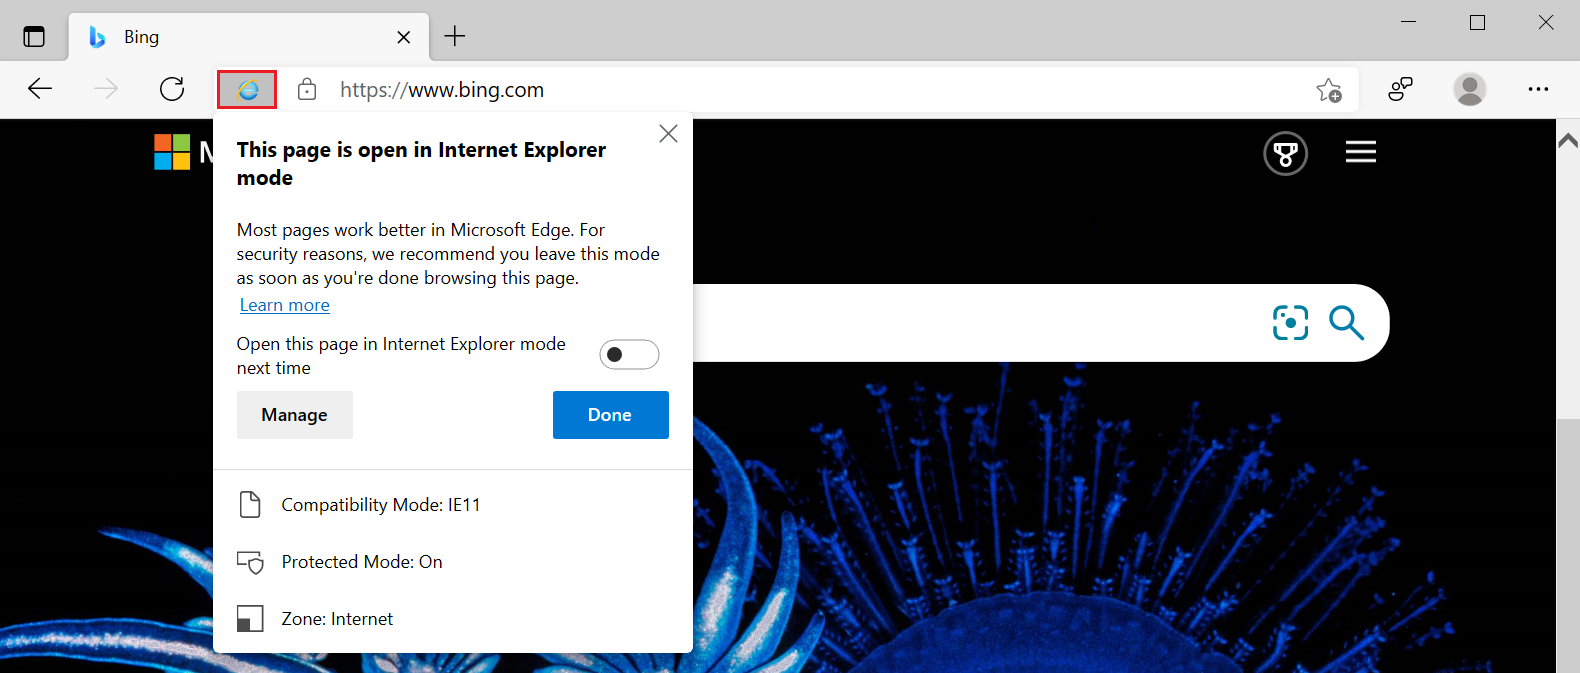 Bing
https://www.bing.com
This page is open in Internet Explorer
mode
Most pages work better in Microsoft Edge. For
security reasons, we recommend you leave this mode
as soon as you're done browsing this page.
Learn more
Open this page in Internet Explorer mode
next time
Manage
Done
Compatibility Mode: IE11
Protected Mode: On
Zone: Internet